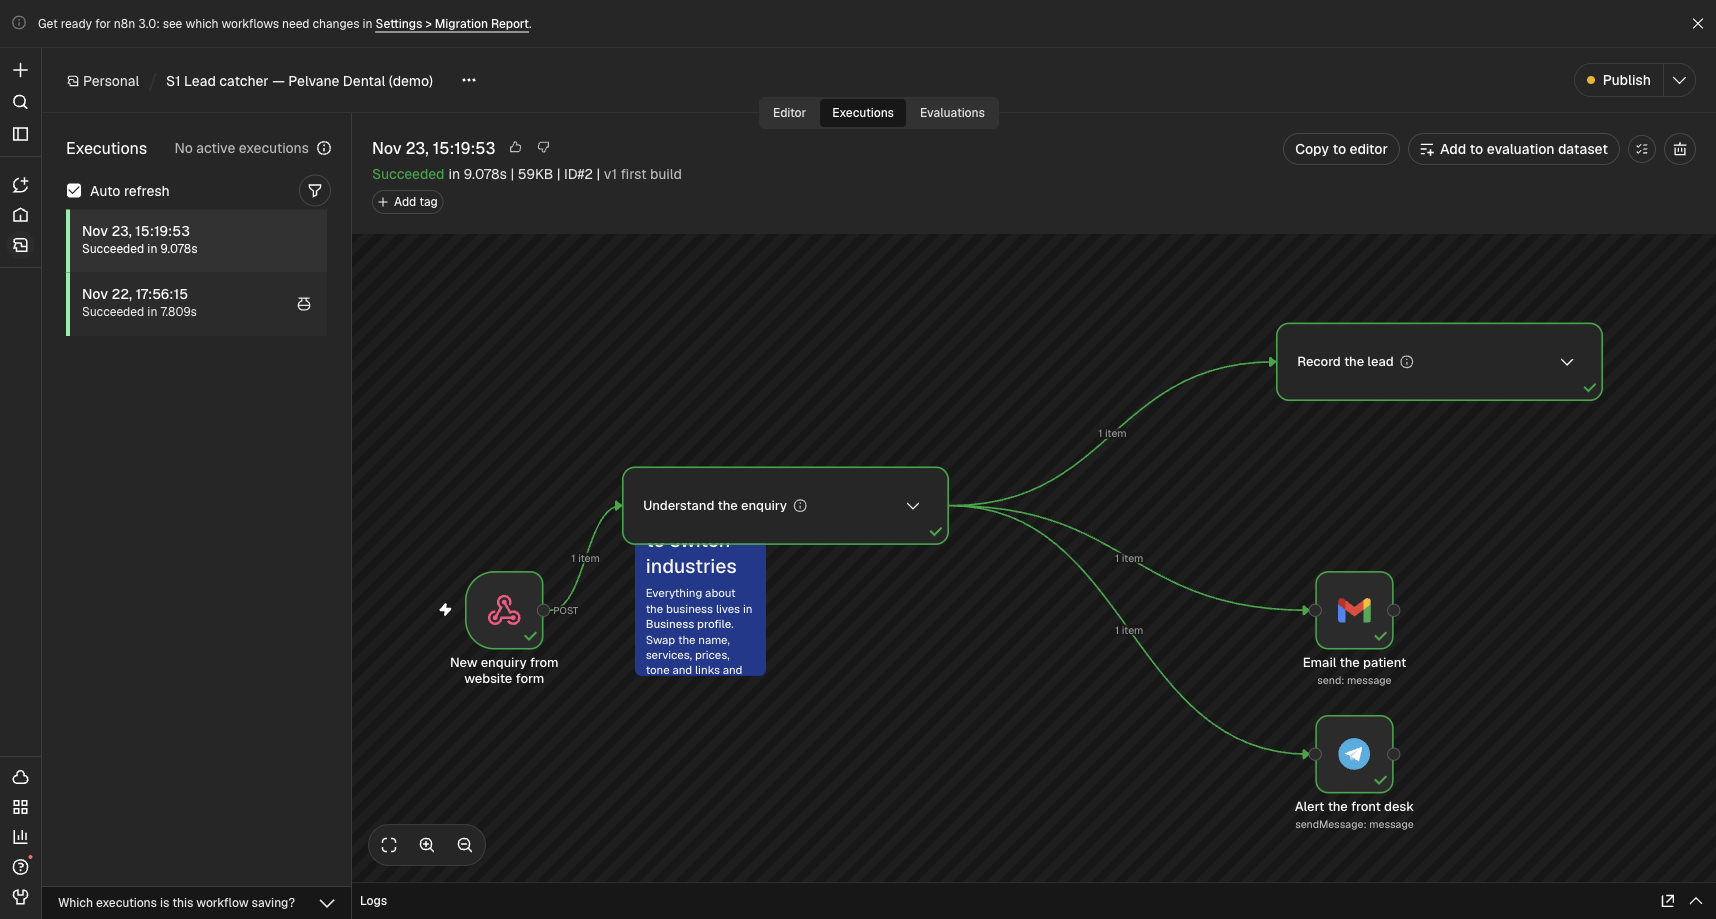 Get ready for n8n 3.0: see which workflows need changes in Settings > Migration Report.
Personal / S1 Lead catcher — Pelvane Dental (demo)
Publish
Editor Executions Evaluations
Executions No active executions
Auto refresh
Nov 23, 15:19:53
Succeeded in 9.078s
Nov 22, 17:56:15
Succeeded in 7.809s
Which executions is this workflow saving?
Nov 23, 15:19:53
Succeeded in 9.078s | 59KB | ID#2 | v1 first build
+ Add tag
Copy to editor
Add to evaluation dataset
Record the lead
1 item
Understand the enquiry
1 item
1 item
1 item
to switch
industries
Everything about
the business lives in
Business profile.
Swap the name,
services, prices,
tone and links and
POST
New enquiry from
website form
Email the patient
send: message
Alert the front desk
sendMessage: message
Logs